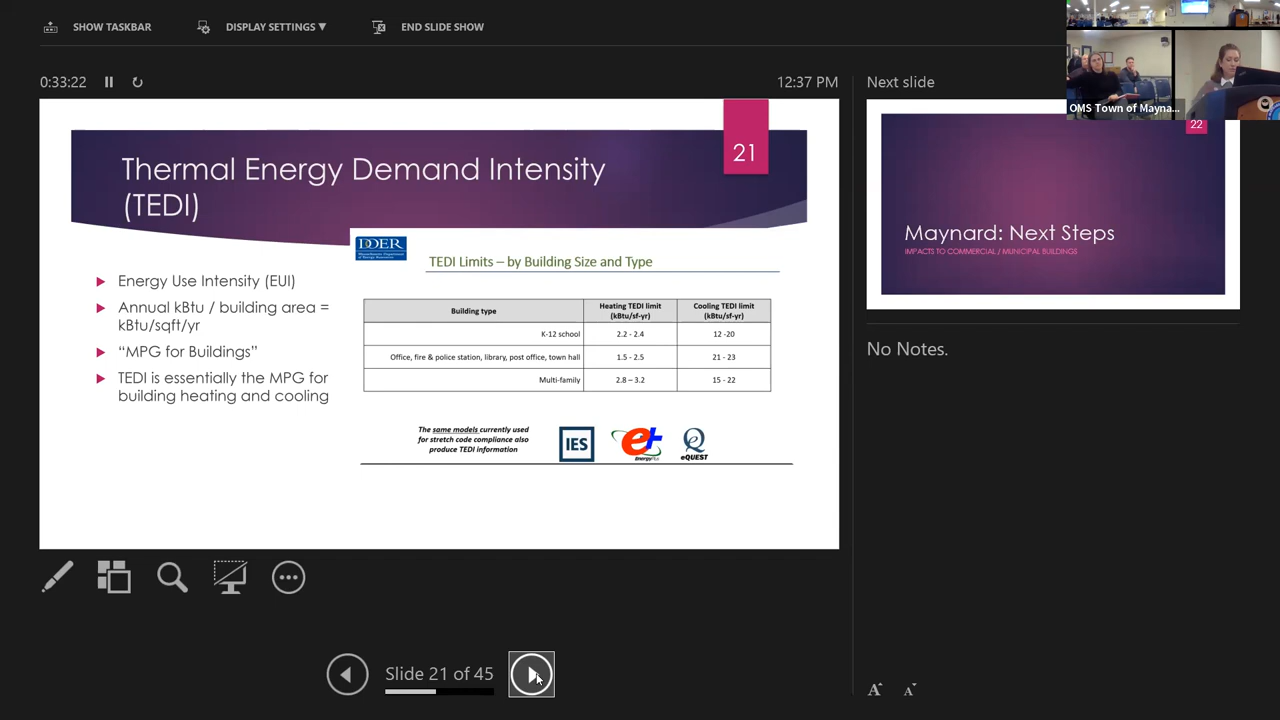 SHOW TASKBAR
DISPLAY SETTINGS ▼
END SLIDE SHOW
0:33:22
12:37 PM
Next slide
OMS Town of Mayna...
21
Thermal Energy Demand Intensity
(TEDI)
Energy Use Intensity (EUI)
Annual kBtu / building area =
kBtu/sqft/yr
“MPG for Buildings”
TEDI is essentially the MPG for
building heating and cooling
DOER
TEDI Limits – by Building Size and Type
Building type
Heating TEDI limit
(kBtu/sf-yr)
Cooling TEDI limit
(kBtu/sf-yr)
K-12 school
2.2 - 2.4
12 -20
Office, fire & police station, library, post office, town hall
1.5 - 2.5
21 - 23
Multi-family
2.8 – 3.2
15 - 22
The same models currently used
for stretch code compliance also
produce TEDI information
IES
e+
eQUEST
22
Maynard: Next Steps
IMPACTS TO COMMERCIAL / MUNICIPAL BUILDINGS
No Notes.
Slide 21 of 45
A
A